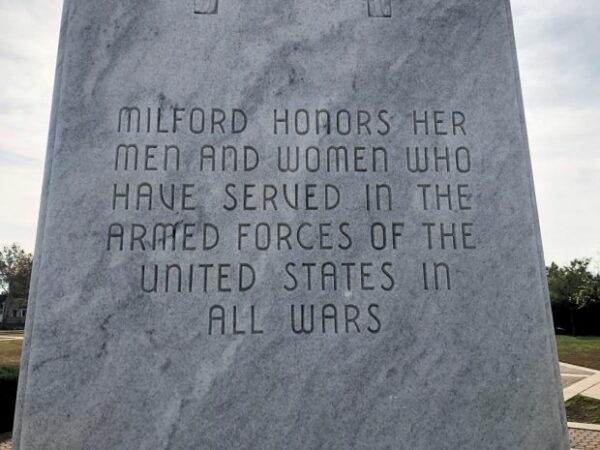 MILFORD HONORS HER
MEN AND WOMEN WHO
HAVE SERVED IN THE
ARMED FORCES OF THE
UNITED STATES IN
ALL WARS